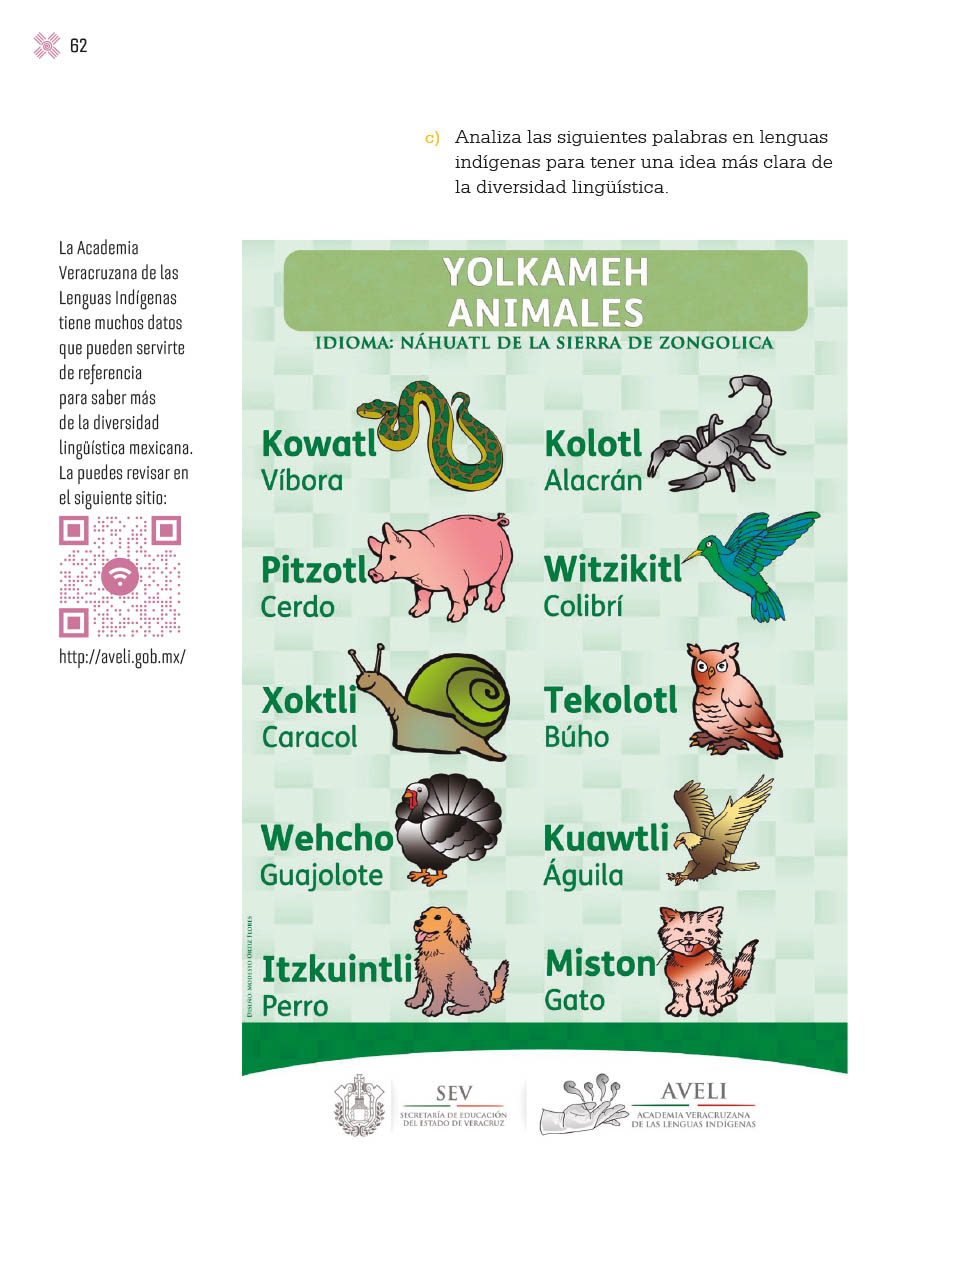 62
c) Analiza las siguientes palabras en lenguas
indígenas para tener una idea más clara de
la diversidad lingüística.
La Academia
Veracruzana de las
Lenguas Indígenas
tiene muchos datos
que pueden servirte
de referencia
para saber más
de la diversidad
lingüística mexicana.
La puedes revisar en
el siguiente sitio:
http://aveli.gob.mx/
YOLKAMEH
ANIMALES
IDIOMA: NÁHUATL DE LA SIERRA DE ZONGOLICA
Kowatl
Víbora
Kolotl
Alacrán
Pitzotl
Cerdo
Witzikitl
Colibrí
Xoktli
Caracol
Tekolotl
Búho
Wehcho
Guajolote
Kuawtli
Águila
Itzkuintli
Perro
Miston
Gato
DISEÑO: MODESTO ORTIZ FLORES
SEV
SECRETARÍA DE EDUCACIÓN
DEL ESTADO DE VERACRUZ
AVELI
ACADEMIA VERACRUZANA
DE LAS LENGUAS INDÍGENAS